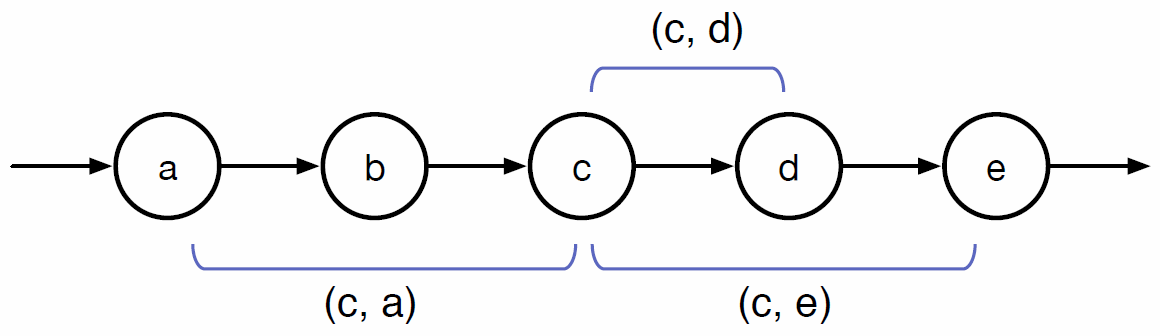 (c, d)
a b c d e
(c, a) (c, e)